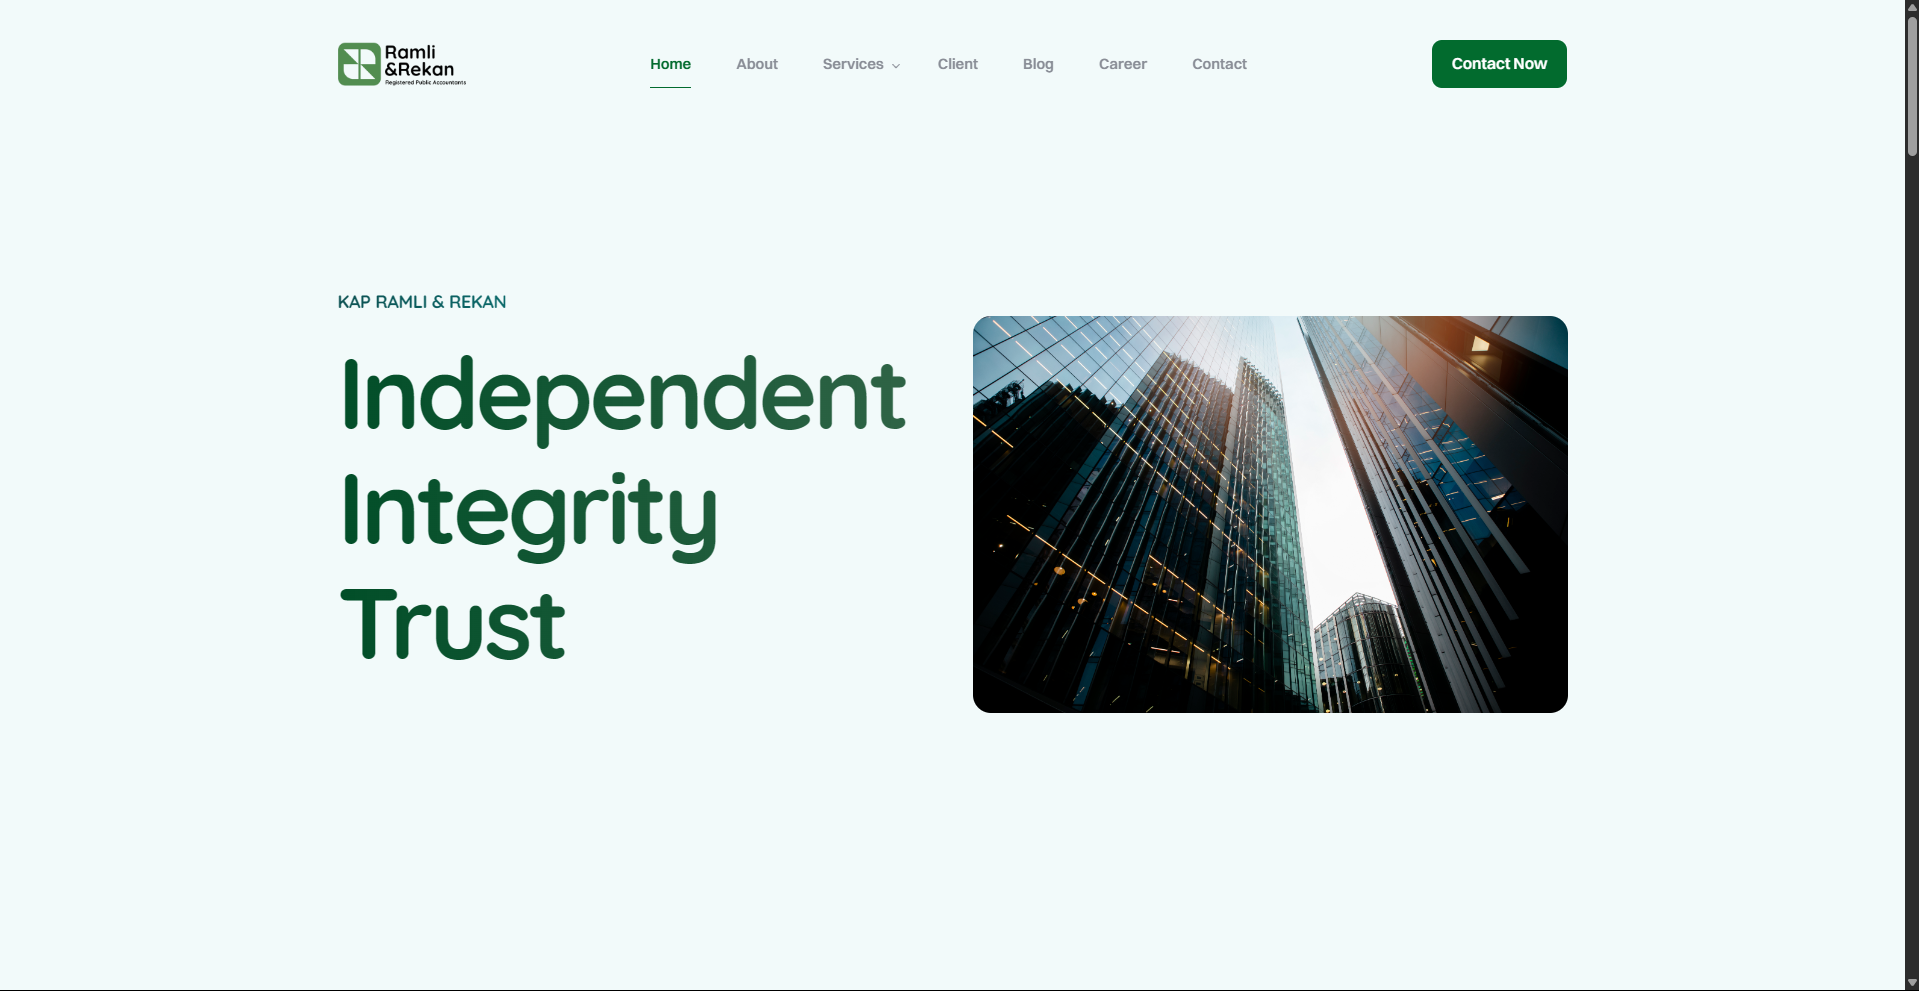 Ramli
&Rekan
Registered Public Accountants
Home
About
Services
Client
Blog
Career
Contact
Contact Now
KAP RAMLI & REKAN
Independent
Integrity
Trust